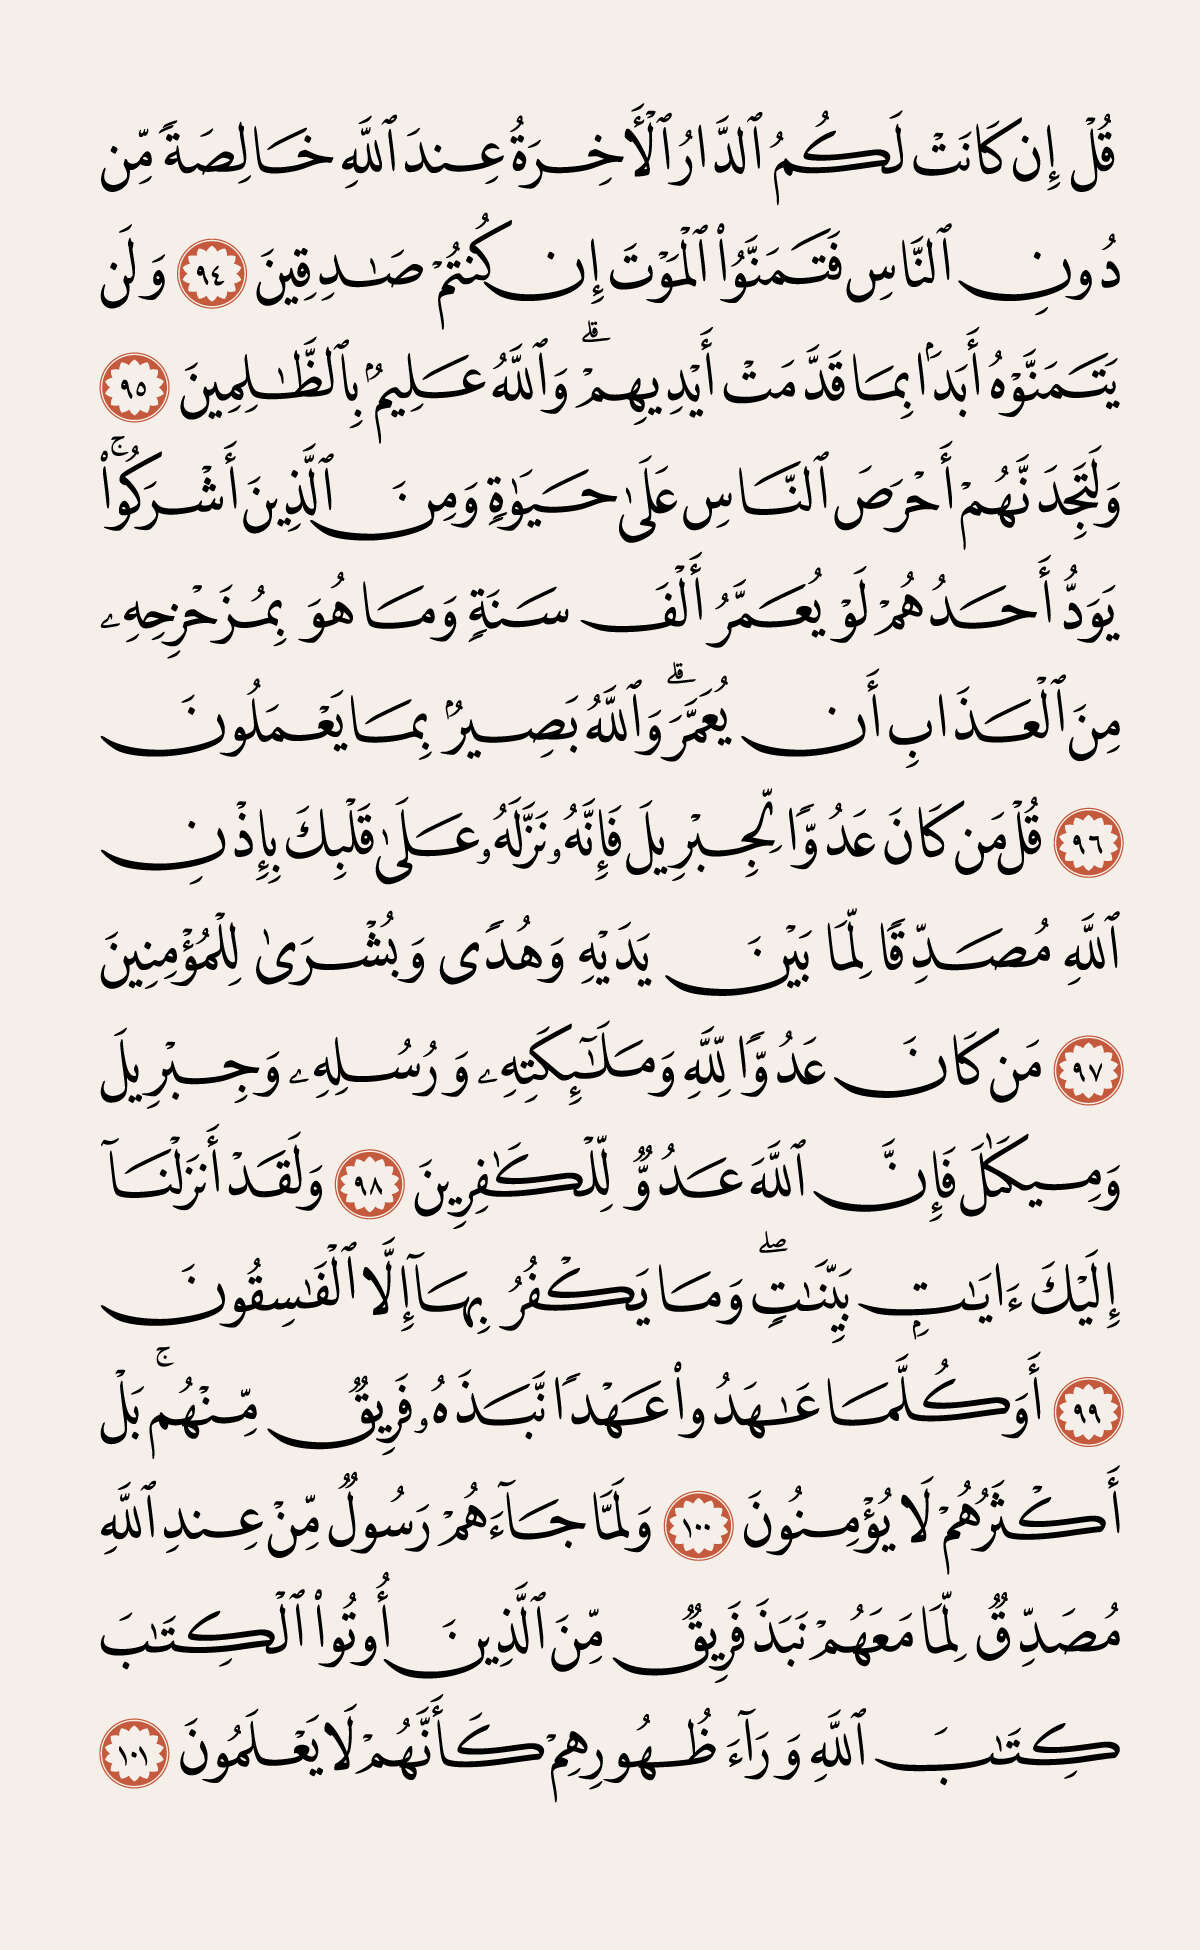 قُلْ إِن كَانَتْ لَكُمُ ٱلدَّارُ ٱلْأَخِرَةُ عِندَ ٱللَّهِ خَالِصَةً مِّن
دُونِ ٱلنَّاسِ فَتَمَنَّوُا۟ ٱلْمَوْتَ إِن كُنتُمْ صَـٰدِقِينَ ٩٤ وَلَن
يَتَمَنَّوْهُ أَبَدًۢا بِمَا قَدَّمَتْ أَيْدِيهِمْ ۗ وَٱللَّهُ عَلِيمٌۢ بِٱلظَّـٰلِمِينَ ٩٥
وَلَتَجِدَنَّهُمْ أَحْرَصَ ٱلنَّاسِ عَلَىٰ حَيَوٰةٍ وَمِنَ ٱلَّذِينَ أَشْرَكُوا۟ ۚ
يَوَدُّ أَحَدُهُمْ لَوْ يُعَمَّرُ أَلْفَ سَنَةٍ وَمَا هُوَ بِمُزَحْزِحِهِۦ
مِنَ ٱلْعَذَابِ أَن يُعَمَّرَ ۗ وَٱللَّهُ بَصِيرٌۢ بِمَا يَعْمَلُونَ
٩٦ قُلْ مَن كَانَ عَدُوًّا لِّجِبْرِيلَ فَإِنَّهُۥ نَزَّلَهُۥ عَلَىٰ قَلْبِكَ بِإِذْنِ
ٱللَّهِ مُصَدِّقًا لِّمَا بَيْنَ يَدَيْهِ وَهُدًى وَبُشْرَىٰ لِلْمُؤْمِنِينَ
٩٧ مَن كَانَ عَدُوًّا لِّلَّهِ وَمَلَـٰٓئِكَتِهِۦ وَرُسُلِهِۦ وَجِبْرِيلَ
وَمِيكَىٰلَ فَإِنَّ ٱللَّهَ عَدُوٌّ لِّلْكَـٰفِرِينَ ٩٨ وَلَقَدْ أَنزَلْنَآ
إِلَيْكَ ءَايَـٰتٍۭ بَيِّنَـٰتٍ ۖ وَمَا يَكْفُرُ بِهَآ إِلَّا ٱلْفَـٰسِقُونَ
٩٩ أَوَكُلَّمَا عَـٰهَدُوا۟ عَهْدًا نَّبَذَهُۥ فَرِيقٌ مِّنْهُم ۚ بَلْ
أَكْثَرُهُمْ لَا يُؤْمِنُونَ ١٠٠ وَلَمَّا جَآءَهُمْ رَسُولٌ مِّنْ عِندِ ٱللَّهِ
مُصَدِّقٌ لِّمَا مَعَهُمْ نَبَذَ فَرِيقٌ مِّنَ ٱلَّذِينَ أُوتُوا۟ ٱلْكِتَـٰبَ
كِتَـٰبَ ٱللَّهِ وَرَآءَ ظُهُورِهِمْ كَأَنَّهُمْ لَا يَعْلَمُونَ ١٠١